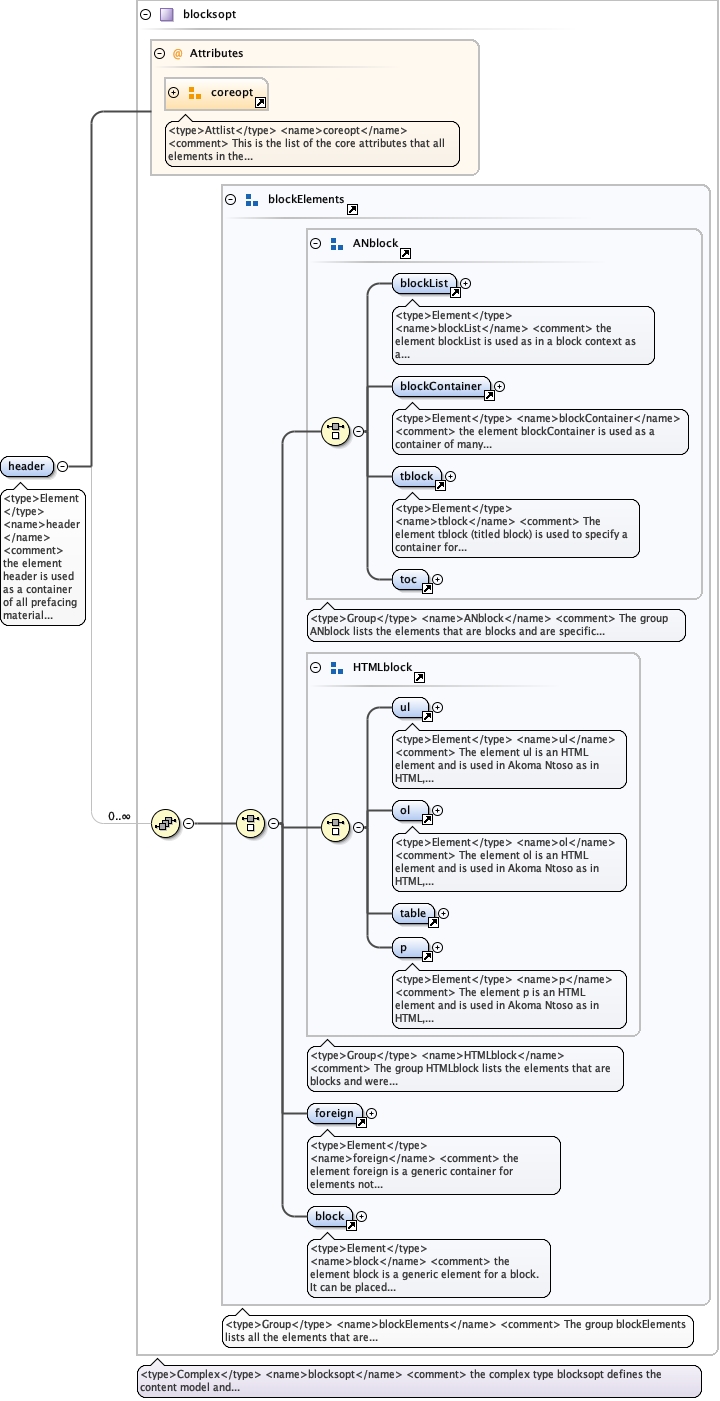 blocksopt
@ Attributes
coreopt
<type>Attlist</type> <name>coreopt</name>
<comment> This is the list of the core attributes that all
elements in the...
blockElements
ANblock
blockList
<type>Element</type>
<name>blockList</name> <comment> the
element blockList is used as in a block context as
a...
blockContainer
<type>Element</type> <name>blockContainer</name>
<comment> the element blockContainer is used as a
container of many...
tblock
<type>Element</type>
<name>tblock</name> <comment> The
element tblock (titled block) is used to specify a
container for...
toc
<type>Group</type> <name>ANblock</name> <comment> The group
ANblock lists the elements that are blocks and are specific...
header
<type>Element
</type>
<name>header
</name>
<comment>
the element
header is used
as a container
of all prefacing
material...
0..∞
HTMLblock
ul
<type>Element</type> <name>ul</name>
<comment> The element ul is an HTML
element and is used in Akoma Ntoso as in
HTML,...
ol
<type>Element</type> <name>ol</name>
<comment> The element ol is an HTML
element and is used in Akoma Ntoso as in
HTML,...
table
p
<type>Element</type> <name>p</name>
<comment> The element p is an HTML
element and is used in Akoma Ntoso as in
HTML,...
<type>Group</type> <name>HTMLblock</name>
<comment> The group HTMLblock lists the elements that are
blocks and were...
foreign
<type>Element</type>
<name>foreign</name> <comment> the
element foreign is a generic container for
elements not...
block
<type>Element</type>
<name>block</name> <comment> the
element block is a generic element for a block.
It can be placed...
<type>Group</type> <name>blockElements</name> <comment> The group blockElements
lists all the elements that are...
<type>Complex</type> <name>blocksopt</name> <comment> the complex type blocksopt defines the
content model and...